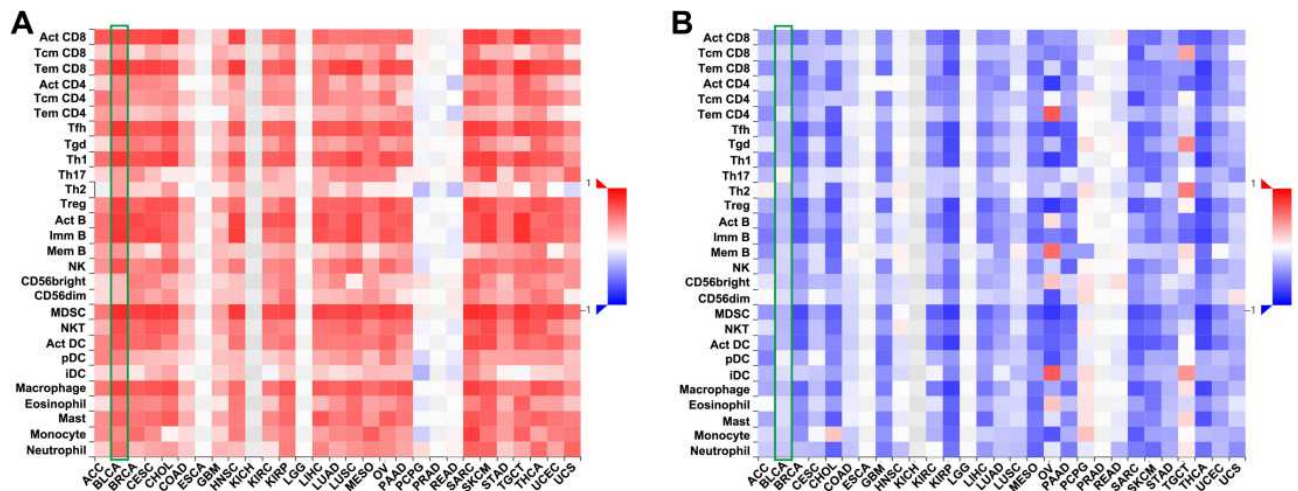 A
Act CD8
Tcm CD8
Tem CD8
Act CD4
Tcm CD4
Tem CD4
Tfh
Tgd
Th1
Th17
Th2
Treg
Act B
Imm B
Mem B
NK
CD56bright
CD56dim
MDSC
NKT
Act DC
pDC
iDC
Macrophage
Eosinophil
Mast
Monocyte
Neutrophil
ACC
BLCA
BRCA
CESC
CHOL
COAD
ESCA
GBM
HNSC
KICH
KIRC
KIRP
LGG
LIHC
LUAD
LUSC
MESO
OV
PAAD
PCPG
PRAD
READ
SARC
SKCM
STAD
TGCT
THCA
UCEC
UCS
1
-1
B
Act CD8
Tcm CD8
Tem CD8
Act CD4
Tcm CD4
Tem CD4
Tfh
Tgd
Th1
Th17
Th2
Treg
Act B
Imm B
Mem B
NK
CD56bright
CD56dim
MDSC
NKT
Act DC
pDC
iDC
Macrophage
Eosinophil
Mast
Monocyte
Neutrophil
ACC
BLCA
BRCA
CESC
CHOL
COAD
ESCA
GBM
HNSC
KICH
KIRC
KIRP
LGG
LIHC
LUAD
LUSC
MESO
OV
PAAD
PCPG
PRAD
READ
SARC
SKCM
STAD
TGCT
THCA
UCEC
UCS
1
-1